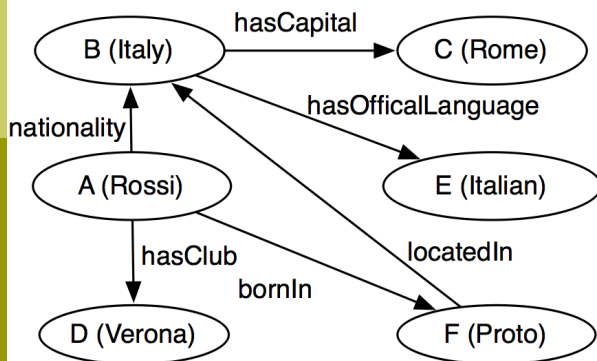 hasCapital
B (Italy)
C (Rome)
hasOfficalLanguage
nationality
A (Rossi)
E (Italian)
hasClub
locatedIn
bornIn
D (Verona)
F (Proto)